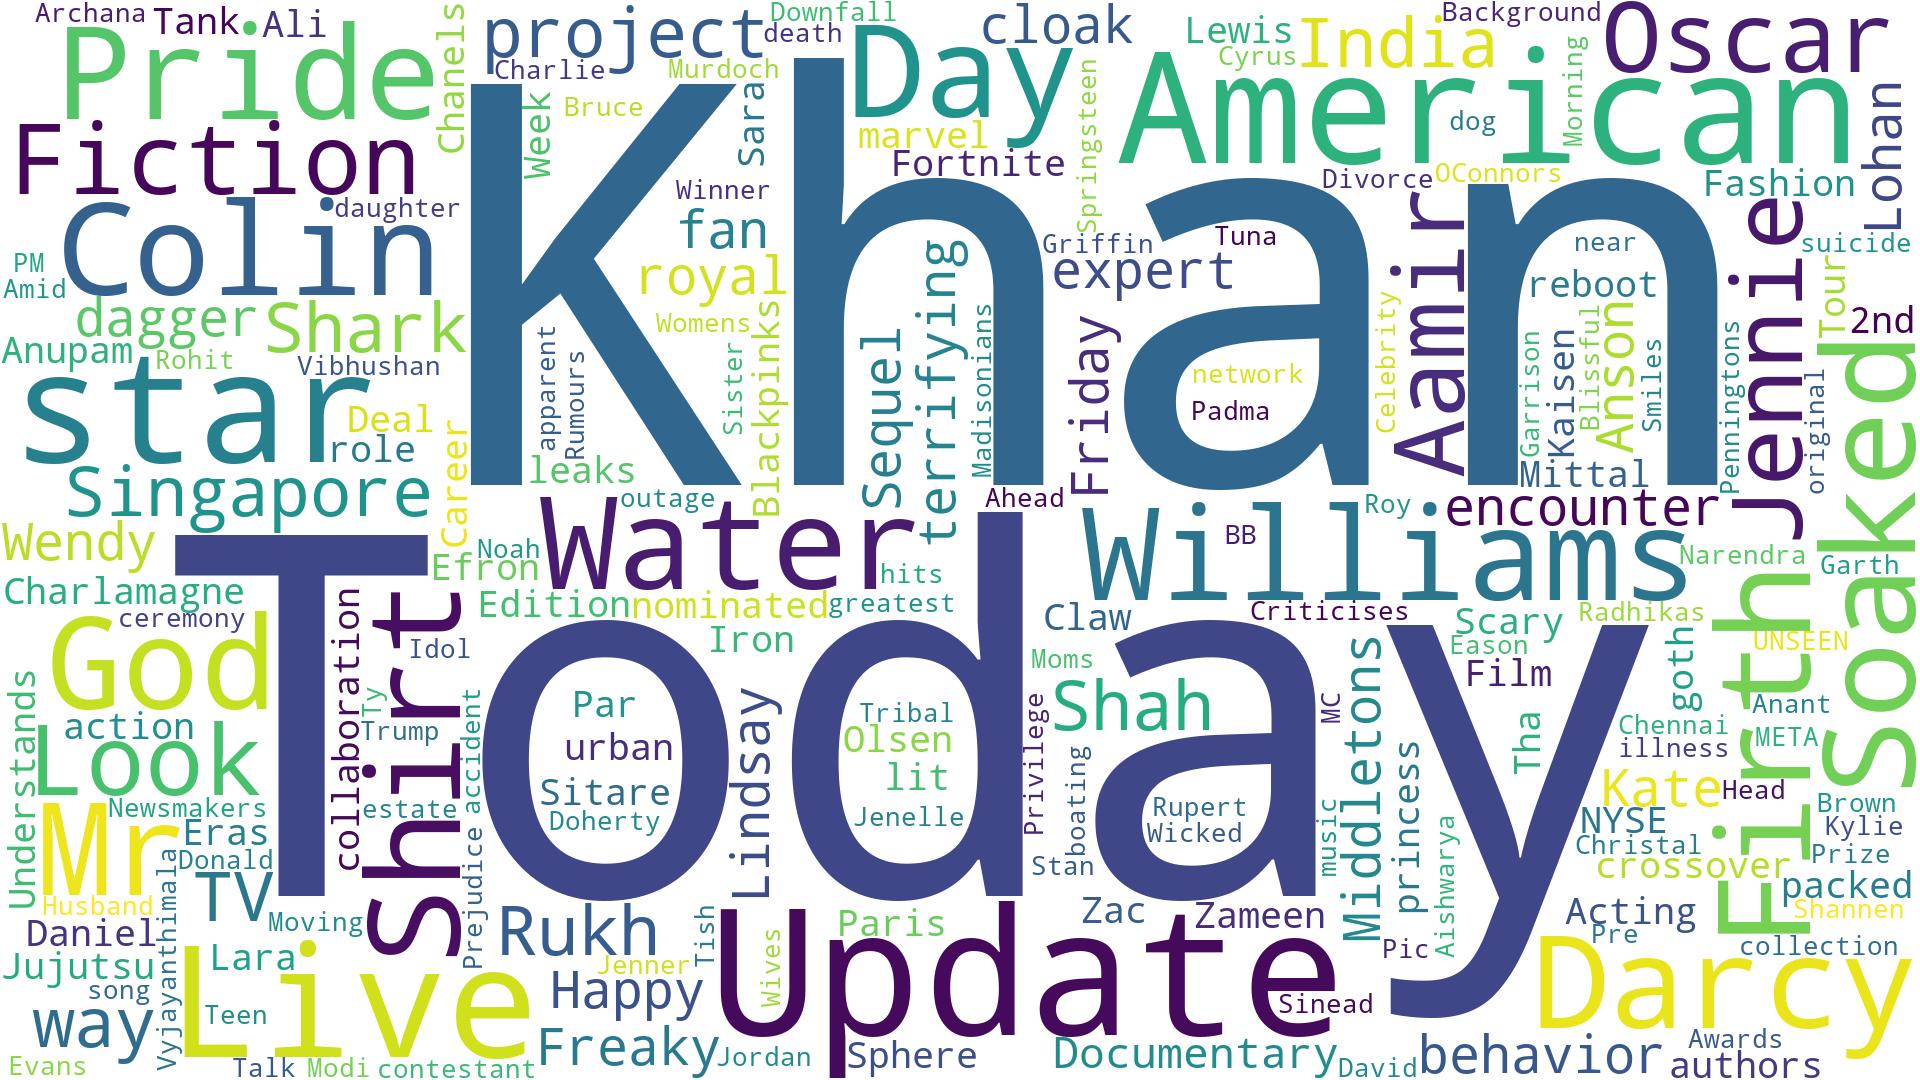 Archana
Tank
Ali
Pride
Chanels
project
Downfall
death
Day
cloak
Lewis
Cyrus
India
Background
Oscar
Charlie
Murdoch
Week
Bruce
Sara
American
Springsteen
Morning
dog
Lohan
marvel
Fortnite
Fiction
Khan
Winner
fan
Divorce
OConnors
Fashion
Colin
daughter
royal
Griffin
Tuna
expert
Aamir
near
reboot
Jennie
suicide
PM
Amid
dagger
Shark
Womens
terrifying
Sequel
Madisonians
Friday
Celebrity
Tour
2nd
Anupam
Rohit
Vibhushan
apparent
Rumours
Sister
Blackpinks
network
Padma
Garrison
Kaisen
Blissful
Anson
Smiles
Penningtons
original
Soaked
star
Deal
role
Career
leaks
outage
Ahead
Mittal
Singapore
Water
Williams
BB
Roy
encounter
Wendy
Noah
Efron
hits
Narendra
Garth
Charlamagne
ceremony
Today
Edition
nominated
greatest
Claw
Criticises
Scary
Radhikas
God
collaboration
Shirt
Idol
Iron
Moms
Middletons
Eason
Film
goth
Firth
UNSEEN
Understands
action
Look
Ty
Trump
accident
Par
urban
Lindsay
Tribal
Olsen
lit
Privilege
Shah
MC
Tha
Chennai
illness
Anant
META
Mr
Newsmakers
Eras
Donald
estate
Sitare
Doherty
Jenelle
boating
Rupert
Wicked
music
princess
Aishwarya
Kate
Head
NYSE
Christal
Brown
Kylie
Prize
crossover
packed
Husband
TV
Moving
Prejudice
Stan
Daniel
Vyjayanthimala
Rukh
Tish
Paris
Zac
Zameen
Pic
Acting
Pre
Shannen
collection
Jujutsu
Lara
song
Live
Jenner
Happy
Wives
Update
Sinead
Darcy
way
Teen
Freaky
Jordan
Sphere
Documentary
David
behavior
Awards
authors
Evans
Talk
Modi
contestant